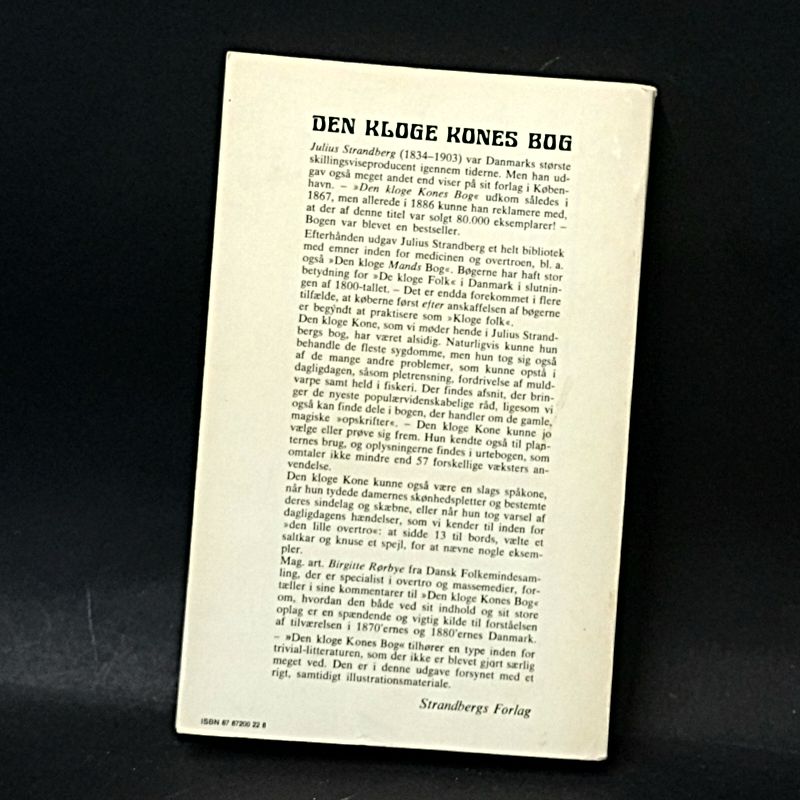 DEN KLOGE KONES BOG
Julius Strandberg (1834–1903) var Danmarks største
skillingsviseproducent igennem tiderne. Men han ud-
gav også meget andet end viser på sit forlag i Køben-
havn. – »Den kloge Kones Bog« udkom således i
1867, men allerede i 1886 kunne han reklamere med,
at der af denne titel var solgt 80.000 eksemplarer! –
Bogen var blevet en bestseller.
Efterhånden udgav Julius Strandberg et helt bibliotek
med emner inden for medicinen og overtroen, bl. a.
også »Den kloge Mands Bog«. Bøgerne har haft stor
betydning for »De kloge Folk« i Danmark i slutnin-
gen af 1800-tallet. – Det er endda forekommet i flere
tilfælde, at køberne først efter anskaffelsen af bøgerne
er begyndt at praktisere som »Kloge folk«.
Den kloge Kone, som vi møder hende i Julius Strand-
bergs bog, har været alsidig. Naturligvis kunne hun
behandle de fleste sygdomme, men hun tog sig også
af de mange andre problemer, som kunne opstå i
dagligdagen, såsom pletrensning, fordrivelse af muld-
varpe samt held i fiskeri. Der findes afsnit, der brin-
ger de nyeste populærvidenskabelige råd, ligesom vi
også kan finde dele i bogen, der handler om de gamle,
magiske »opskrifter«. – Den kloge Kone kunne jo
vælge eller prøve sig frem. Hun kendte også til plan-
ternes brug, og oplysningerne findes i urtebogen, som
omtaler ikke mindre end 57 forskellige væksters an-
vendelse.
Den kloge Kone kunne også være en slags spåkone,
når hun tydede damernes skønhedspletter og bestemte
deres sindelag og skæbne, eller når hun tog varsel af
dagligdagens hændelser, som vi kender til inden for
»den lille overtro«: at sidde 13 til bords, vælte et
saltkar og knuse et spejl, for at nævne nogle eksem-
pler.
Mag. art. Birgitte Rørbye fra Dansk Folkemindesam-
ling, der er specialist i overtro og massemedier, for-
tæller i sine kommentarer til »Den kloge Kones Bog«
om, hvordan den både ved sit indhold og sit store
oplag er en spændende og vigtig kilde til forståelsen
af tilværelsen i 1870'ernes og 1880'ernes Danmark.
– »Den kloge Kones Bog« tilhører en type inden for
trivial-litteraturen, som der ikke er blevet gjort særlig
meget ved. Den er i denne udgave forsynet med et
rigt, samtidigt illustrationsmateriale.
Strandbergs Forlag
ISBN 87 87200 22 8